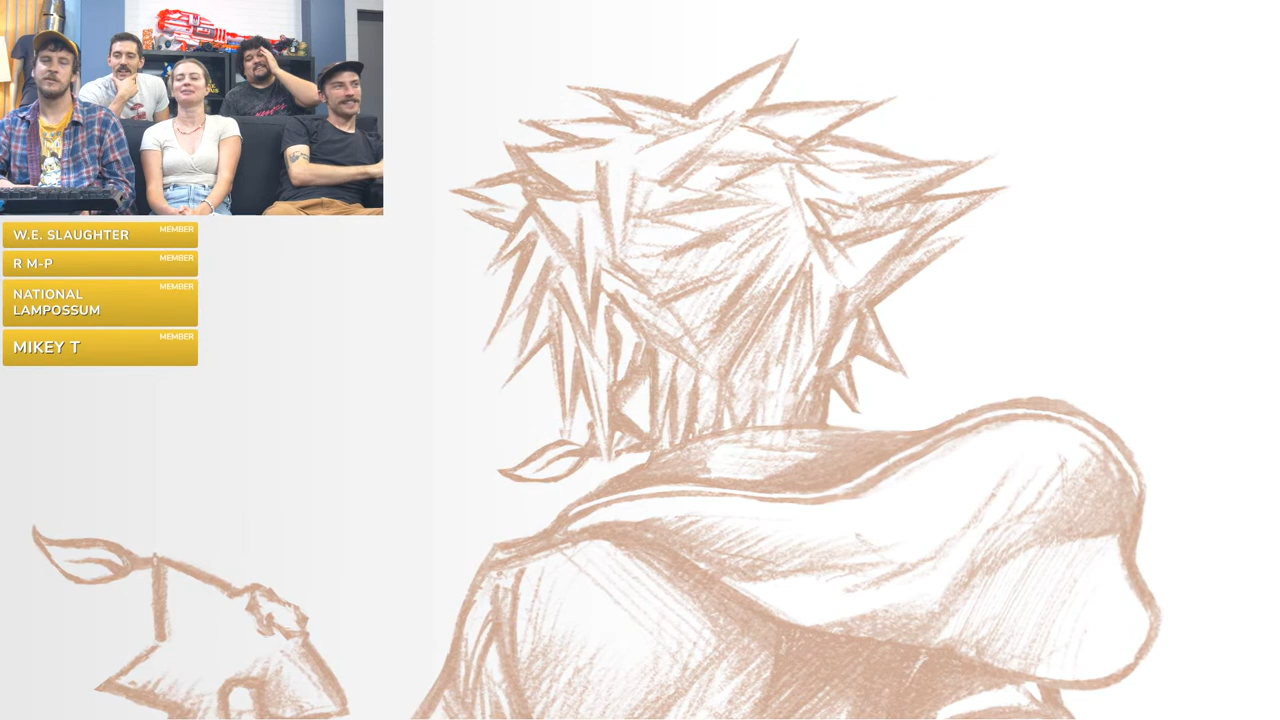 W.E. SLAUGHTER
MEMBER
R M-P
MEMBER
NATIONAL
LAMPOSSUM
MEMBER
MIKEY T
MEMBER